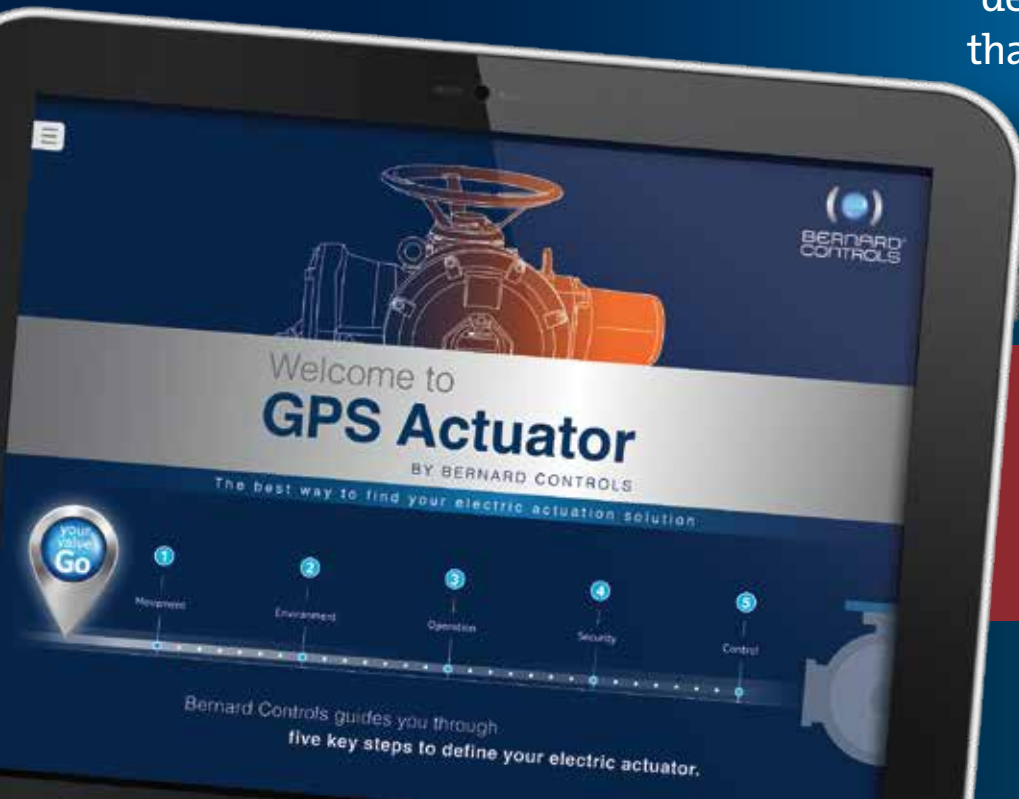 tha
BERNARD
CONTROLS
Welcome to
GPS Actuator
BY BERNARD CONTROLS
The best way to find your electric actuation solution
your
value
Go
1
2
3
4
5
Movement
Environment
Operation
Security
Control
Bernard Controls guides you through
five key steps to define your electric actuator.